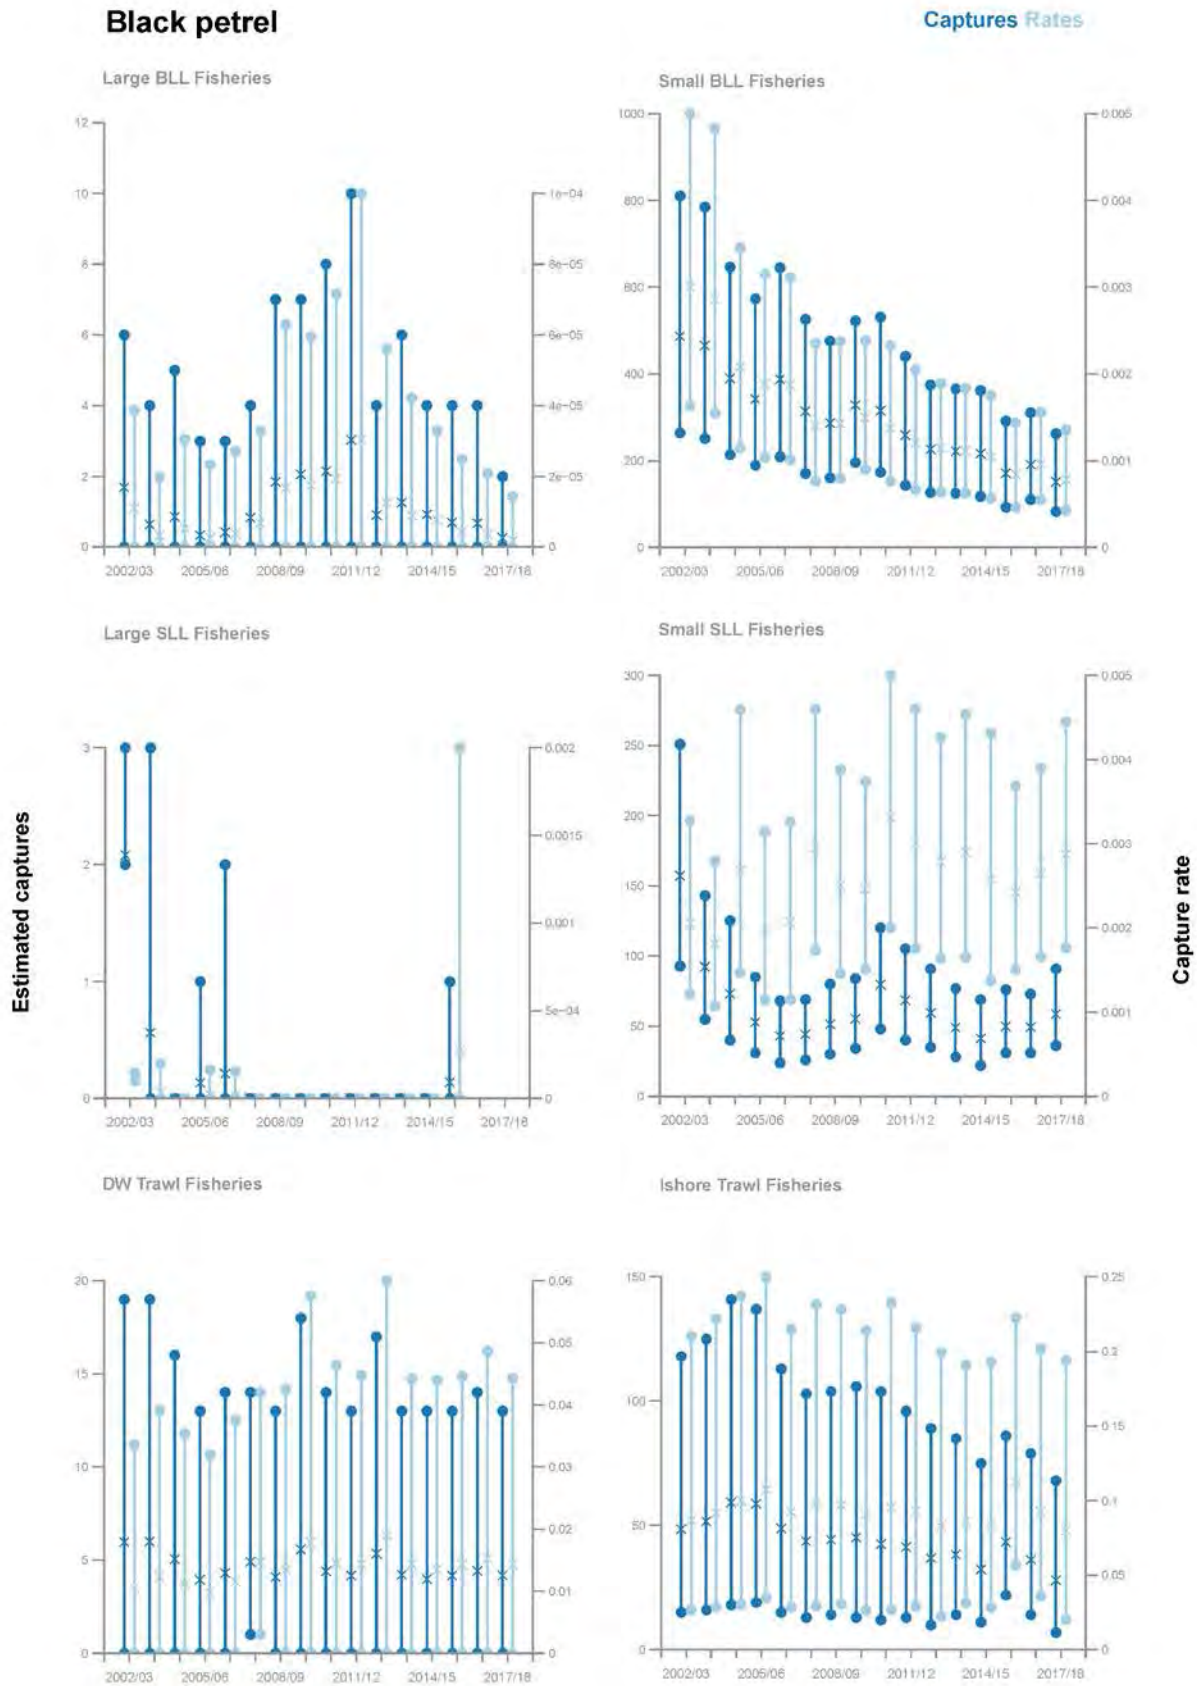 Black petrel
Captures Rates
Large BLL Fisheries
12
10
8
6
4
2
0
1e-04
8e-05
6e-05
4e-05
2e-05
0
2002/03 2005/06 2008/09 2011/12 2014/15 2017/18
Small BLL Fisheries
1000
800
600
400
200
0
0.005
0.004
0.003
0.002
0.001
0
2002/03 2005/06 2008/09 2011/12 2014/15 2017/18
Estimated captures
Large SLL Fisheries
3
2
1
0
0.002
0.0015
0.001
5e-04
0
2002/03 2005/06 2008/09 2011/12 2014/15 2017/18
Small SLL Fisheries
300
250
200
150
100
50
0
0.005
0.004
0.003
0.002
0.001
0
2002/03 2005/06 2008/09 2011/12 2014/15 2017/18
Capture rate
DW Trawl Fisheries
20
15
10
5
0
0.06
0.05
0.04
0.03
0.02
0.01
0
2002/03 2005/06 2008/09 2011/12 2014/15 2017/18
Ishore Trawl Fisheries
150
100
50
0
0.25
0.2
0.15
0.1
0.05
0
2002/03 2005/06 2008/09 2011/12 2014/15 2017/18